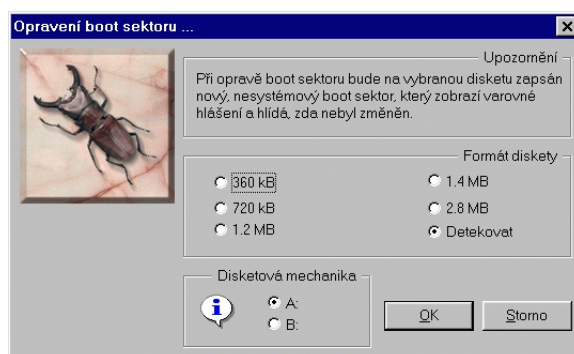 Opravení boot sektoru ...
Upozornění
Při opravě boot sektoru bude na vybranou disketu zapsán
nový, nesystémový boot sektor, který zobrazí varovné
hlášení a hlídá, zda nebyl změněn.
Formát diskety
360 kB
1.4 MB
720 kB
2.8 MB
1.2 MB
Detekovat
Disketová mechanika
A:
B:
OK
Storno